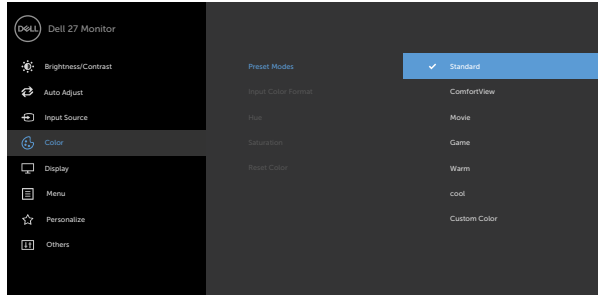 DELL Dell 27 Monitor
Brightness/Contrast
Auto Adjust
Input Source
Color
Display
Menu
Personalize
Others
Preset Modes
Input Color Format
Hue
Saturation
Reset Color
Standard
ComfortView
Movie
Game
Warm
cool
Custom Color